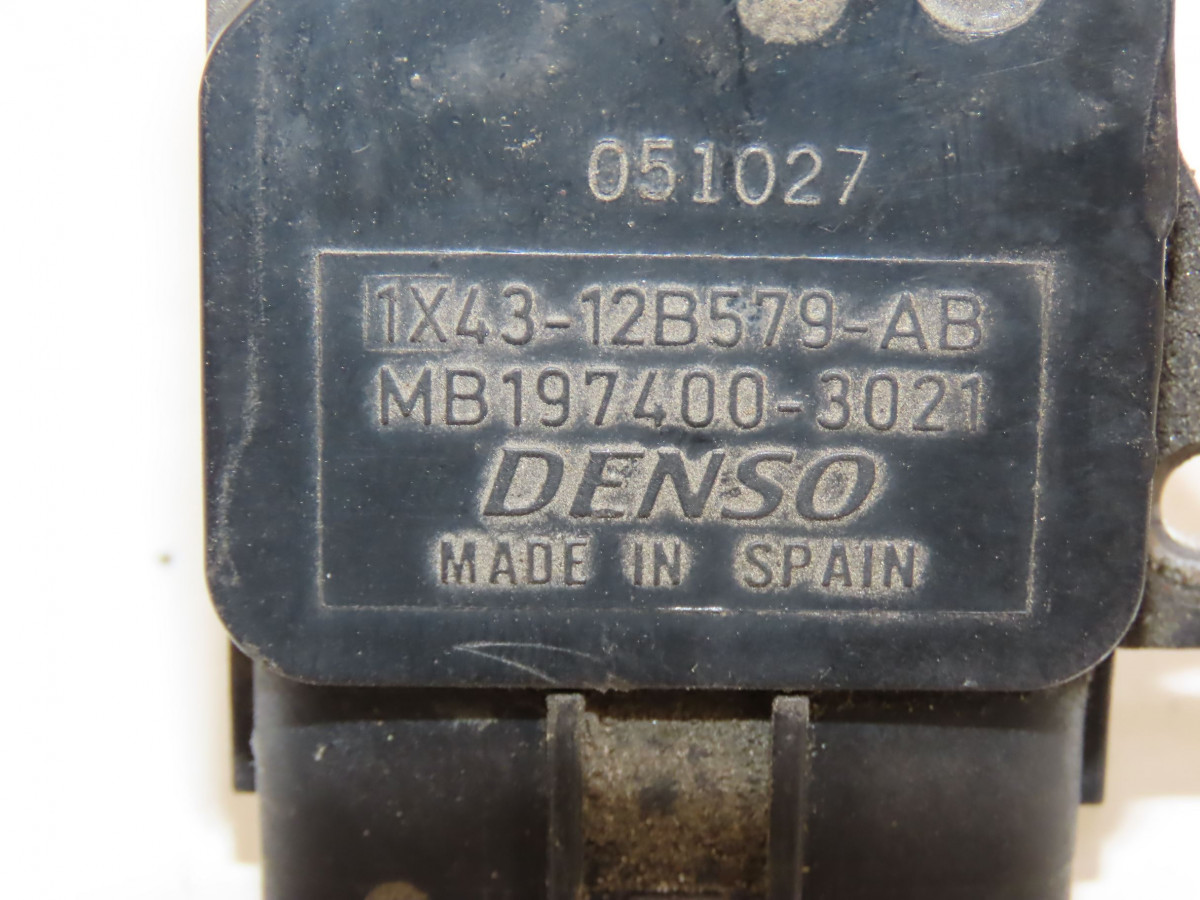 051027
1X43-12B579-AB
MB197400-3021
DENSO
MADE IN SPAIN